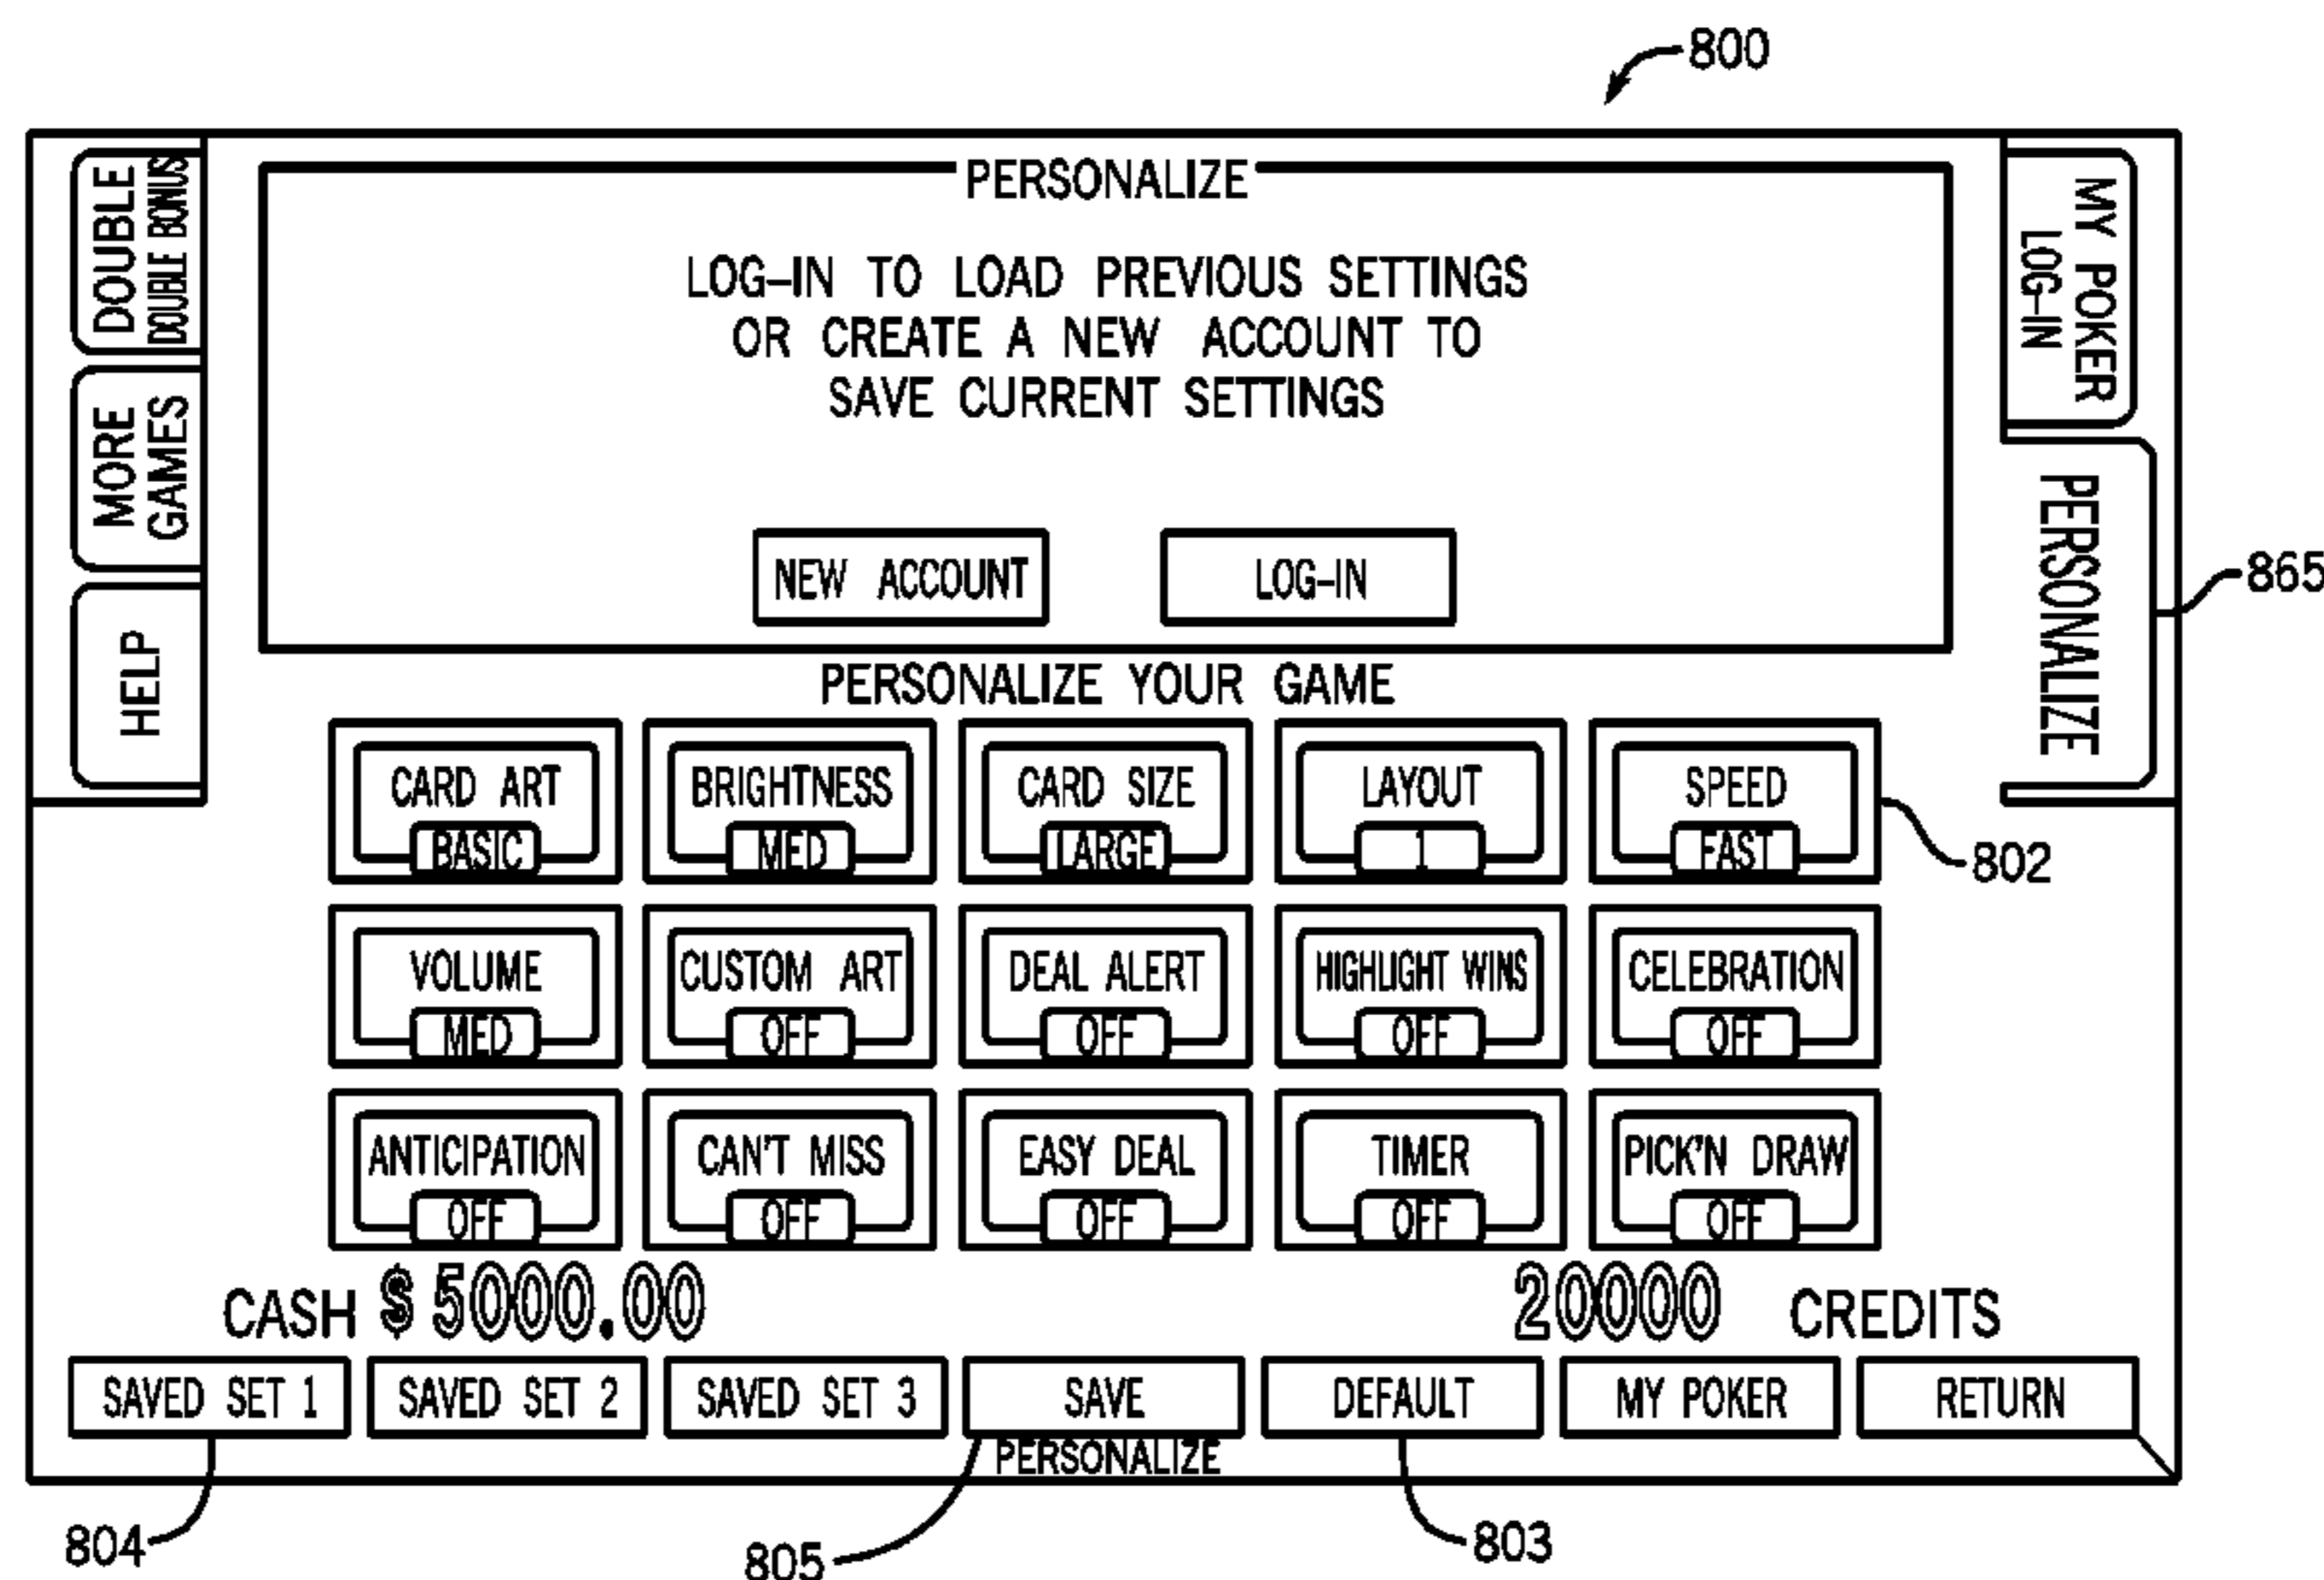 800
PERSONALIZE
LOG-IN TO LOAD PREVIOUS SETTINGS
OR CREATE A NEW ACCOUNT TO
SAVE CURRENT SETTINGS
NEW ACCOUNT
LOG-IN
DOUBLE
DOUBLE BONUS
MORE
GAMES
HELP
MY POKER
LOG-IN
PERSONALIZE
865
PERSONALIZE YOUR GAME
CARD ART
BASIC
BRIGHTNESS
MED
CARD SIZE
LARGE
LAYOUT
1
SPEED
FAST
802
VOLUME
MED
CUSTOM ART
OFF
DEAL ALERT
OFF
HIGHLIGHT WINS
OFF
CELEBRATION
OFF
ANTICIPATION
OFF
CAN'T MISS
OFF
EASY DEAL
OFF
TIMER
OFF
PICK'N DRAW
OFF
CASH $5000.00
20000 CREDITS
SAVED SET 1
SAVED SET 2
SAVED SET 3
SAVE
DEFAULT
MY POKER
RETURN
PERSONALIZE
804
805
803